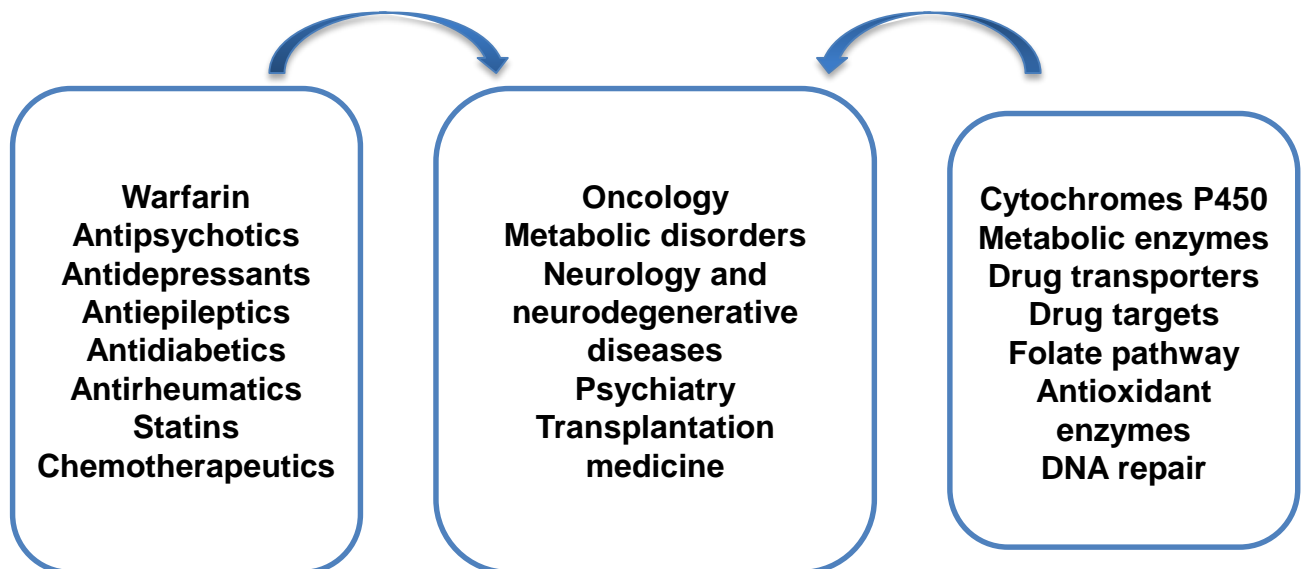 Warfarin
Antipsychotics
Antidepressants
Antiepileptics
Antidiabetics
Antirheumatics
Statins
Chemotherapeutics
Oncology
Metabolic disorders
Neurology and
neurodegenerative
diseases
Psychiatry
Transplantation
medicine
Cytochromes P450
Metabolic enzymes
Drug transporters
Drug targets
Folate pathway
Antioxidant
enzymes
DNA repair